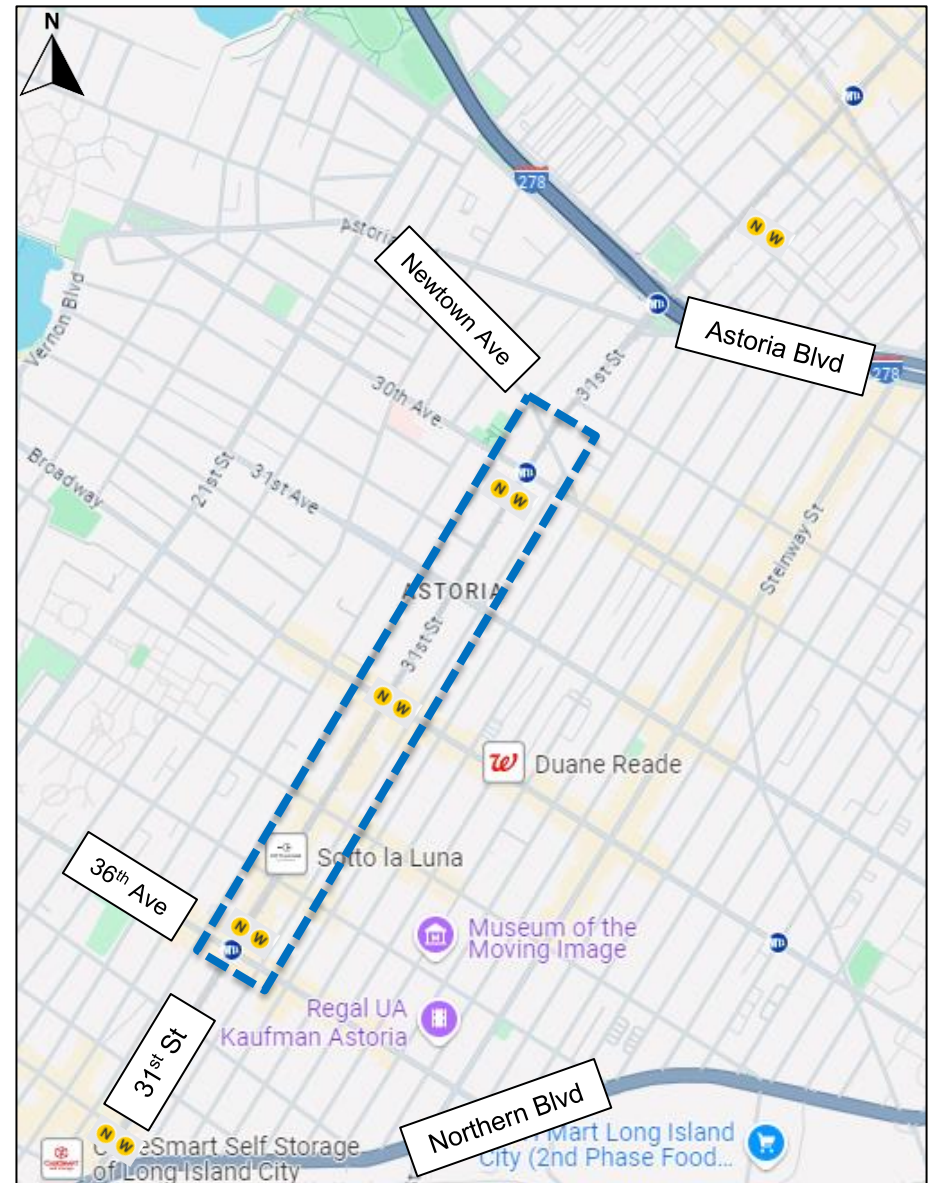 N
278
Astoria
N W
Newtown Ave
Vernon Blvd
Astoria Blvd
278
31st St
30th Ave
Broadway
21st St
31st Ave
N W
Steinway St
ASTORIA
31st St
N W
Duane Reade
Sotto la Luna
36th Ave
N W
Museum of the
Moving Image
Regal UA
Kaufman Astoria
31st St
Northern Blvd
N W
eSmart Self Storage
of Long Island City
Mart Long Island
City (2nd Phase Food...